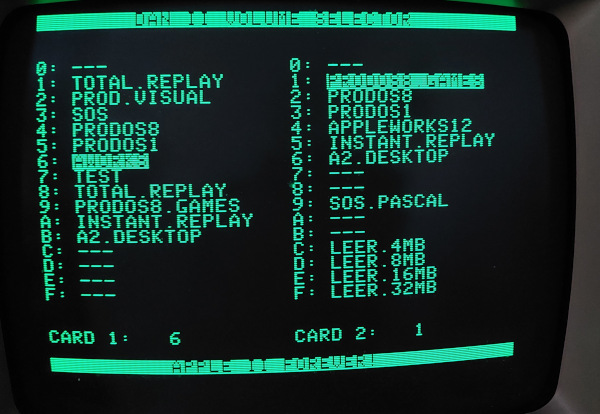 DAN II VOLUME SELECTOR
0: ---
1: TOTAL.REPLAY
2: PROD.VISUAL
3: SOS
4: PRODOS8
5: PRODOS1
6: AWORKS
7: TEST
8: TOTAL.REPLAY
9: PRODOS8.GAMES
A: INSTANT.REPLAY
B: A2.DESKTOP
C: ---
D: ---
E: ---
F: ---
0: ---
1: PRODOS8.GAMES
2: PRODOS8
3: PRODOS1
4: APPLEWORKS12
5: INSTANT.REPLAY
6: A2.DESKTOP
7: ---
8: ---
9: SOS.PASCAL
A: ---
B: ---
C: LEER.4MB
D: LEER.8MB
E: LEER.16MB
F: LEER.32MB
CARD 1: 6
CARD 2: 1
APPLE II FOREVER!